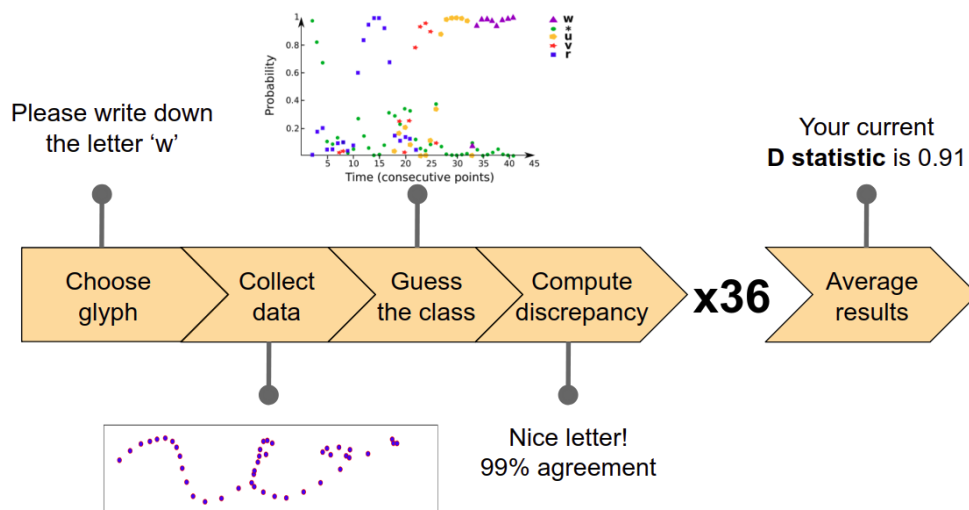 Probability
1
0.8
0.6
0.4
0.2
5 10 15 20 25 30 35 40 45
Time (consecutive points)
w
*
u
v
r
Please write down
the letter ‘w’
Your current
D statistic is 0.91
Choose
glyph
Collect
data
Guess
the class
Compute
discrepancy
x36
Average
results
Nice letter!
99% agreement